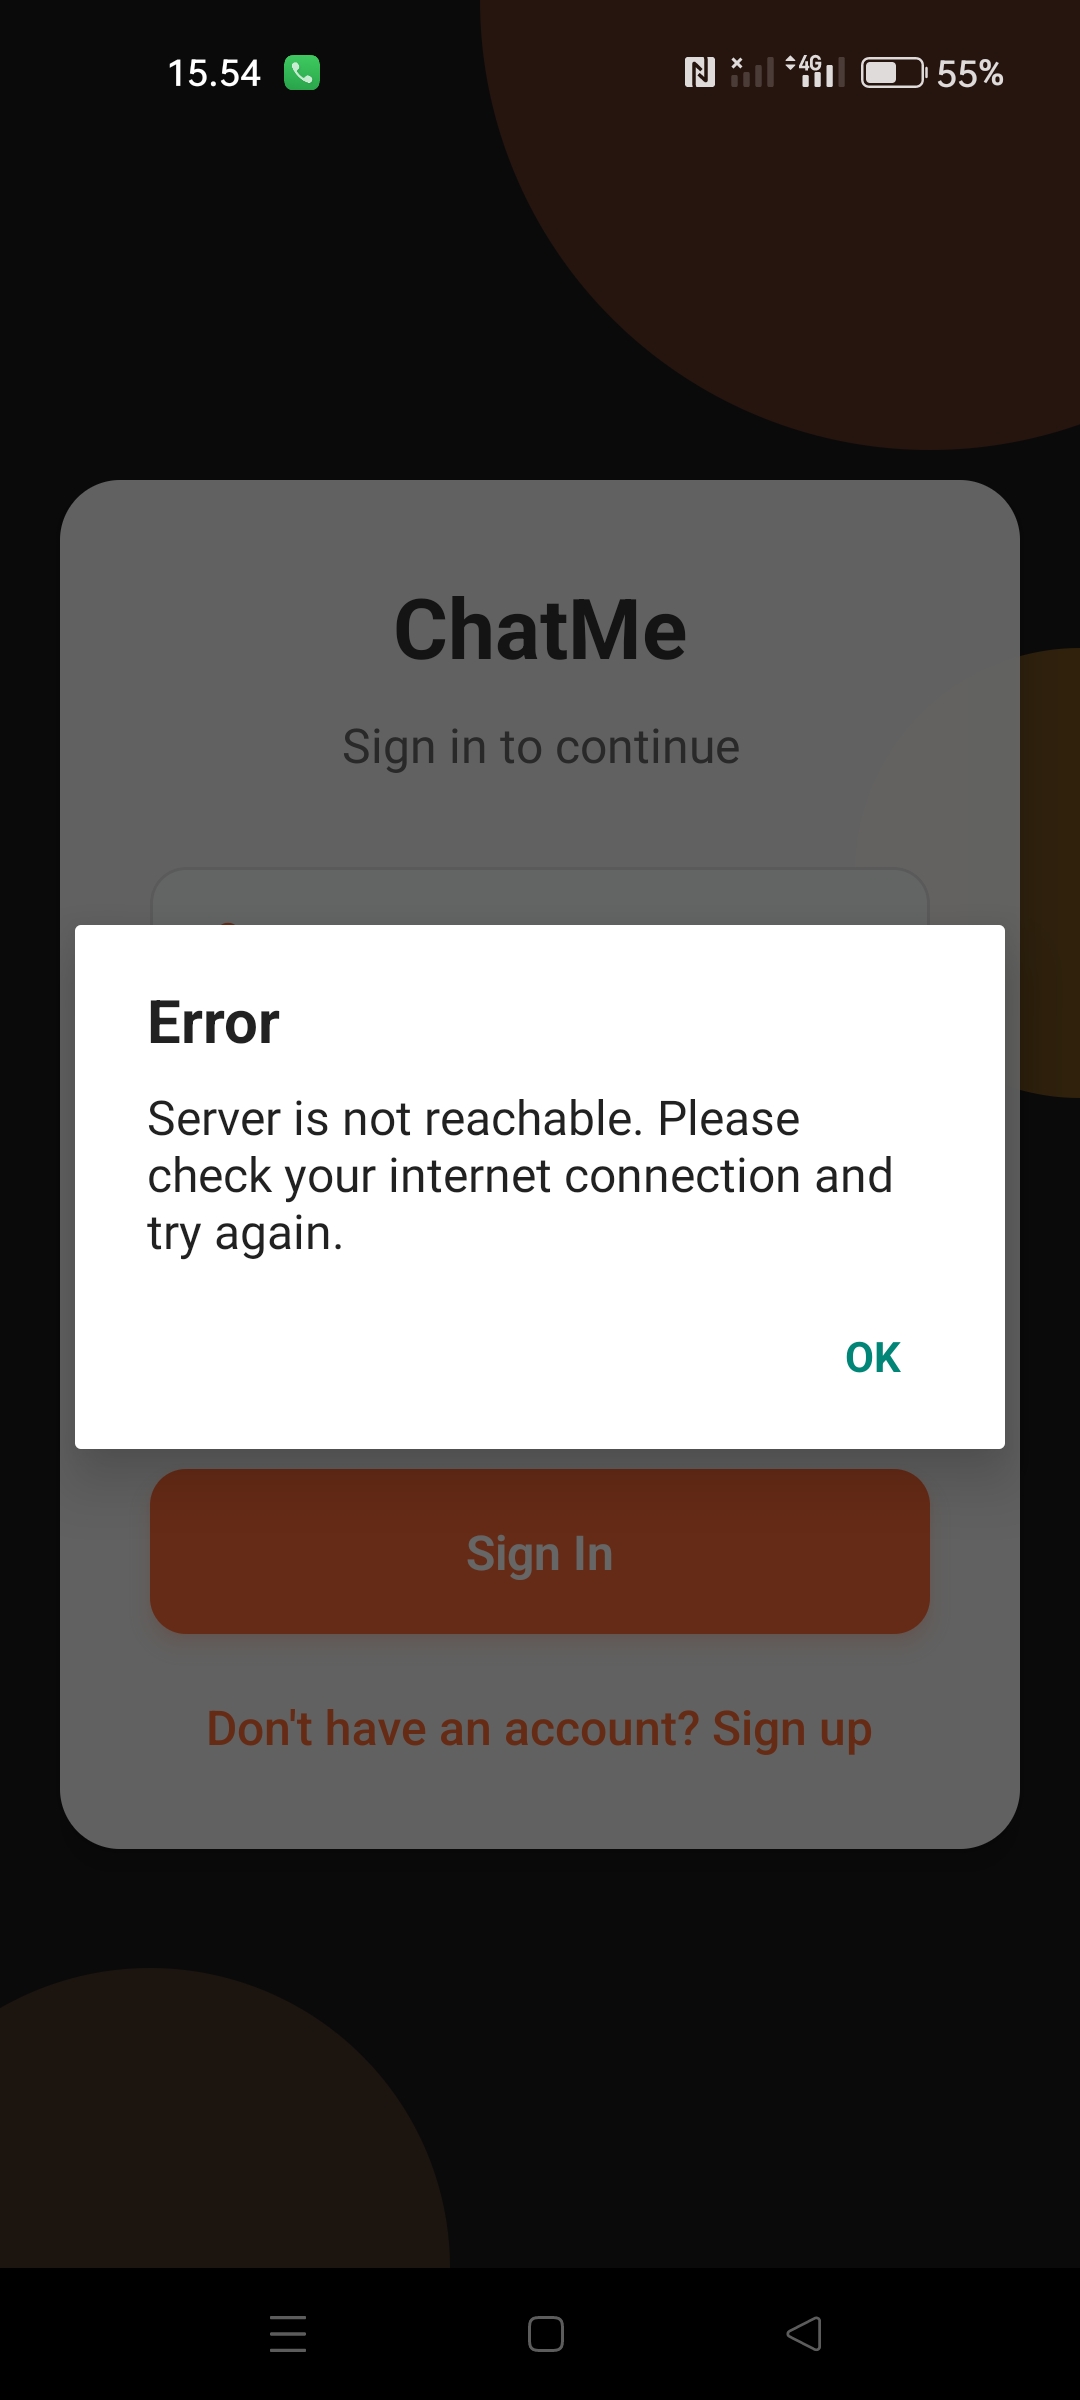 15.54
4G
55%
ChatMe
Sign in to continue
Error
Server is not reachable. Please
check your internet connection and
try again.
OK
Sign In
Don't have an account? Sign up